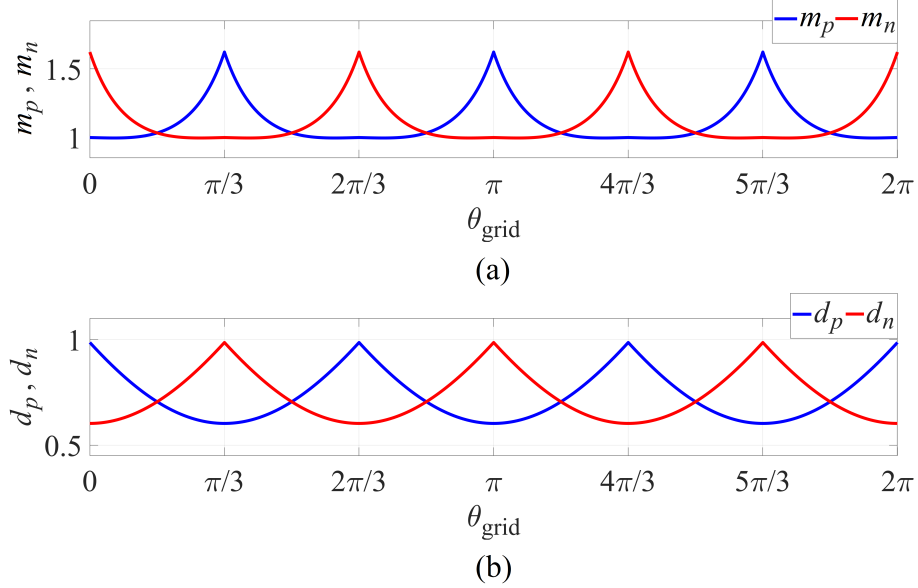 m_p m_n
m_p , m_n
1.5
1
0 π/3 2π/3 π 4π/3 5π/3 2π
θ_grid
(a)
d_p d_n
d_p , d_n
1
0.5
0 π/3 2π/3 π 4π/3 5π/3 2π
θ_grid
(b)